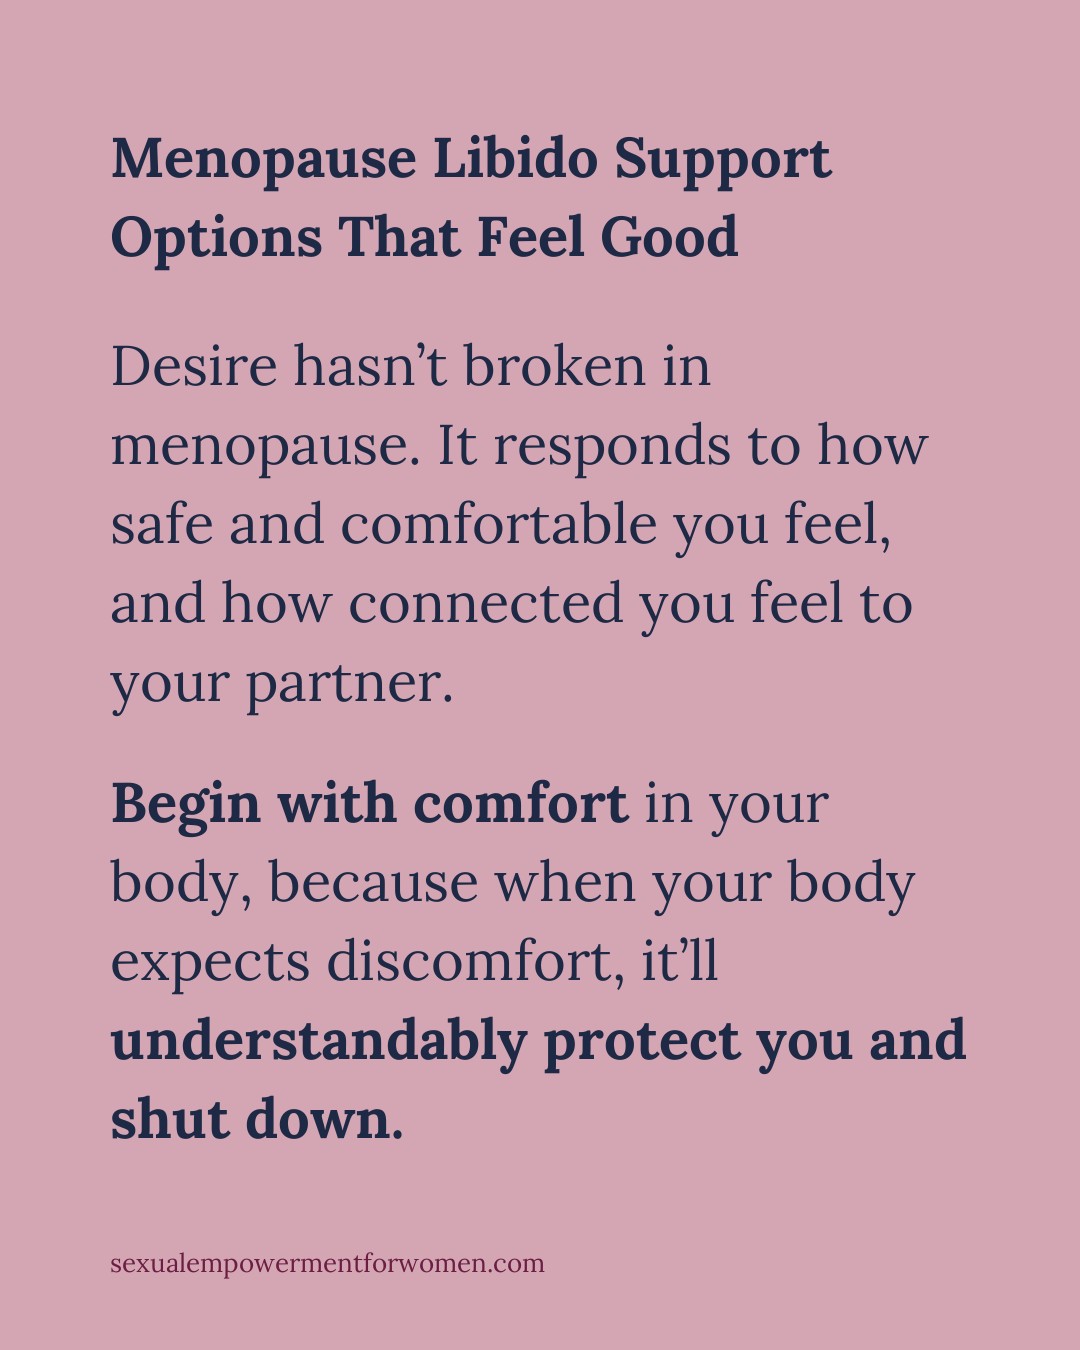 Menopause Libido Support
Options That Feel Good
Desire hasn’t broken in
menopause. It responds to how
safe and comfortable you feel,
and how connected you feel to
your partner.
Begin with comfort in your
body, because when your body
expects discomfort, it’ll
understandably protect you and
shut down.
sexualempowermentforwomen.com